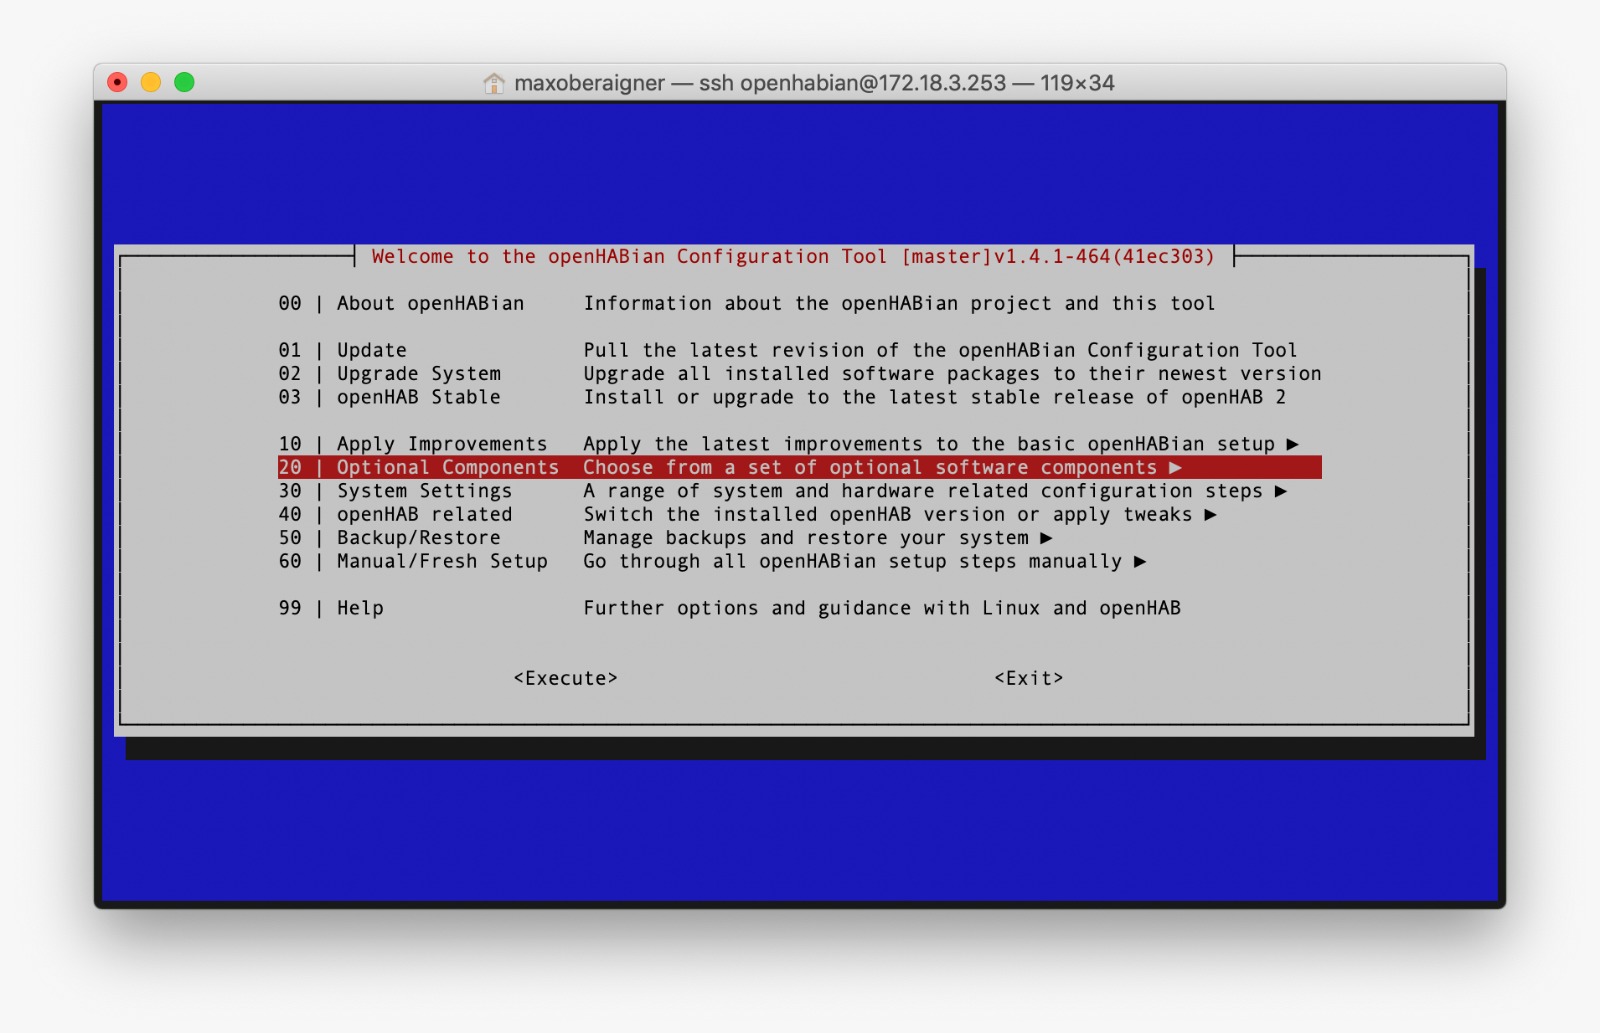 maxoberaigner — ssh openhabian@172.18.3.253 — 119×34
Welcome to the openHABian Configuration Tool [master]v1.4.1-464(41ec303)
00 | About openHABian Information about the openHABian project and this tool
01 | Update Pull the latest revision of the openHABian Configuration Tool
02 | Upgrade System Upgrade all installed software packages to their newest version
03 | openHAB Stable Install or upgrade to the latest stable release of openHAB 2
10 | Apply Improvements Apply the latest improvements to the basic openHABian setup ►
20 | Optional Components Choose from a set of optional software components ►
30 | System Settings A range of system and hardware related configuration steps ►
40 | openHAB related Switch the installed openHAB version or apply tweaks ►
50 | Backup/Restore Manage backups and restore your system ►
60 | Manual/Fresh Setup Go through all openHABian setup steps manually ►
99 | Help Further options and guidance with Linux and openHAB
<Execute> <Exit>